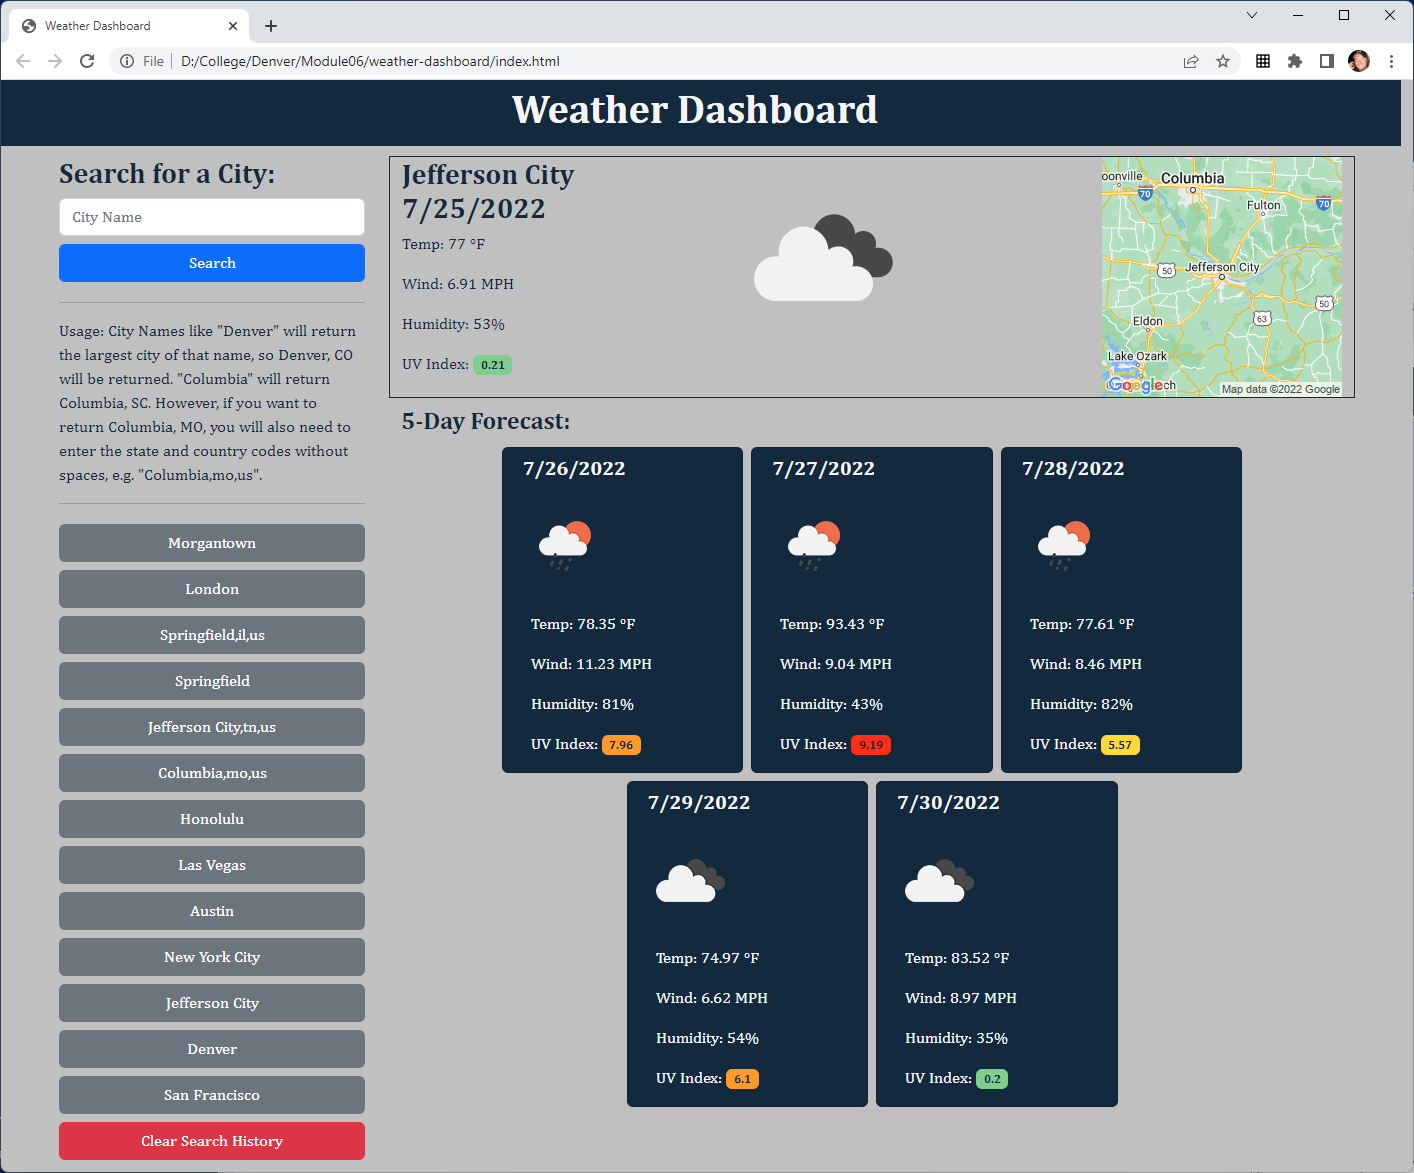 Weather Dashboard
File
D:/College/Denver/Module06/weather-dashboard/index.html
Weather Dashboard
Search for a City:
City Name
Search
Usage: City Names like "Denver" will return
the largest city of that name, so Denver, CO
will be returned. "Columbia" will return
Columbia, SC. However, if you want to
return Columbia, MO, you will also need to
enter the state and country codes without
spaces, e.g. "Columbia,mo,us".
Morgantown
London
Springfield,il,us
Springfield
Jefferson City,tn,us
Columbia,mo,us
Honolulu
Las Vegas
Austin
New York City
Jefferson City
Denver
San Francisco
Clear Search History
Jefferson City
7/25/2022
Temp: 77 °F
Wind: 6.91 MPH
Humidity: 53%
UV Index: 0.21
oonville
Columbia
70
Fulton
70
50
Jefferson City
50
63
Eldon
Lake Ozark
Google
ch
Map data ©2022 Google
5-Day Forecast:
7/26/2022
Temp: 78.35 °F
Wind: 11.23 MPH
Humidity: 81%
UV Index: 7.96
7/27/2022
Temp: 93.43 °F
Wind: 9.04 MPH
Humidity: 43%
UV Index: 9.19
7/28/2022
Temp: 77.61 °F
Wind: 8.46 MPH
Humidity: 82%
UV Index: 5.57
7/29/2022
Temp: 74.97 °F
Wind: 6.62 MPH
Humidity: 54%
UV Index: 6.1
7/30/2022
Temp: 83.52 °F
Wind: 8.97 MPH
Humidity: 35%
UV Index: 0.2